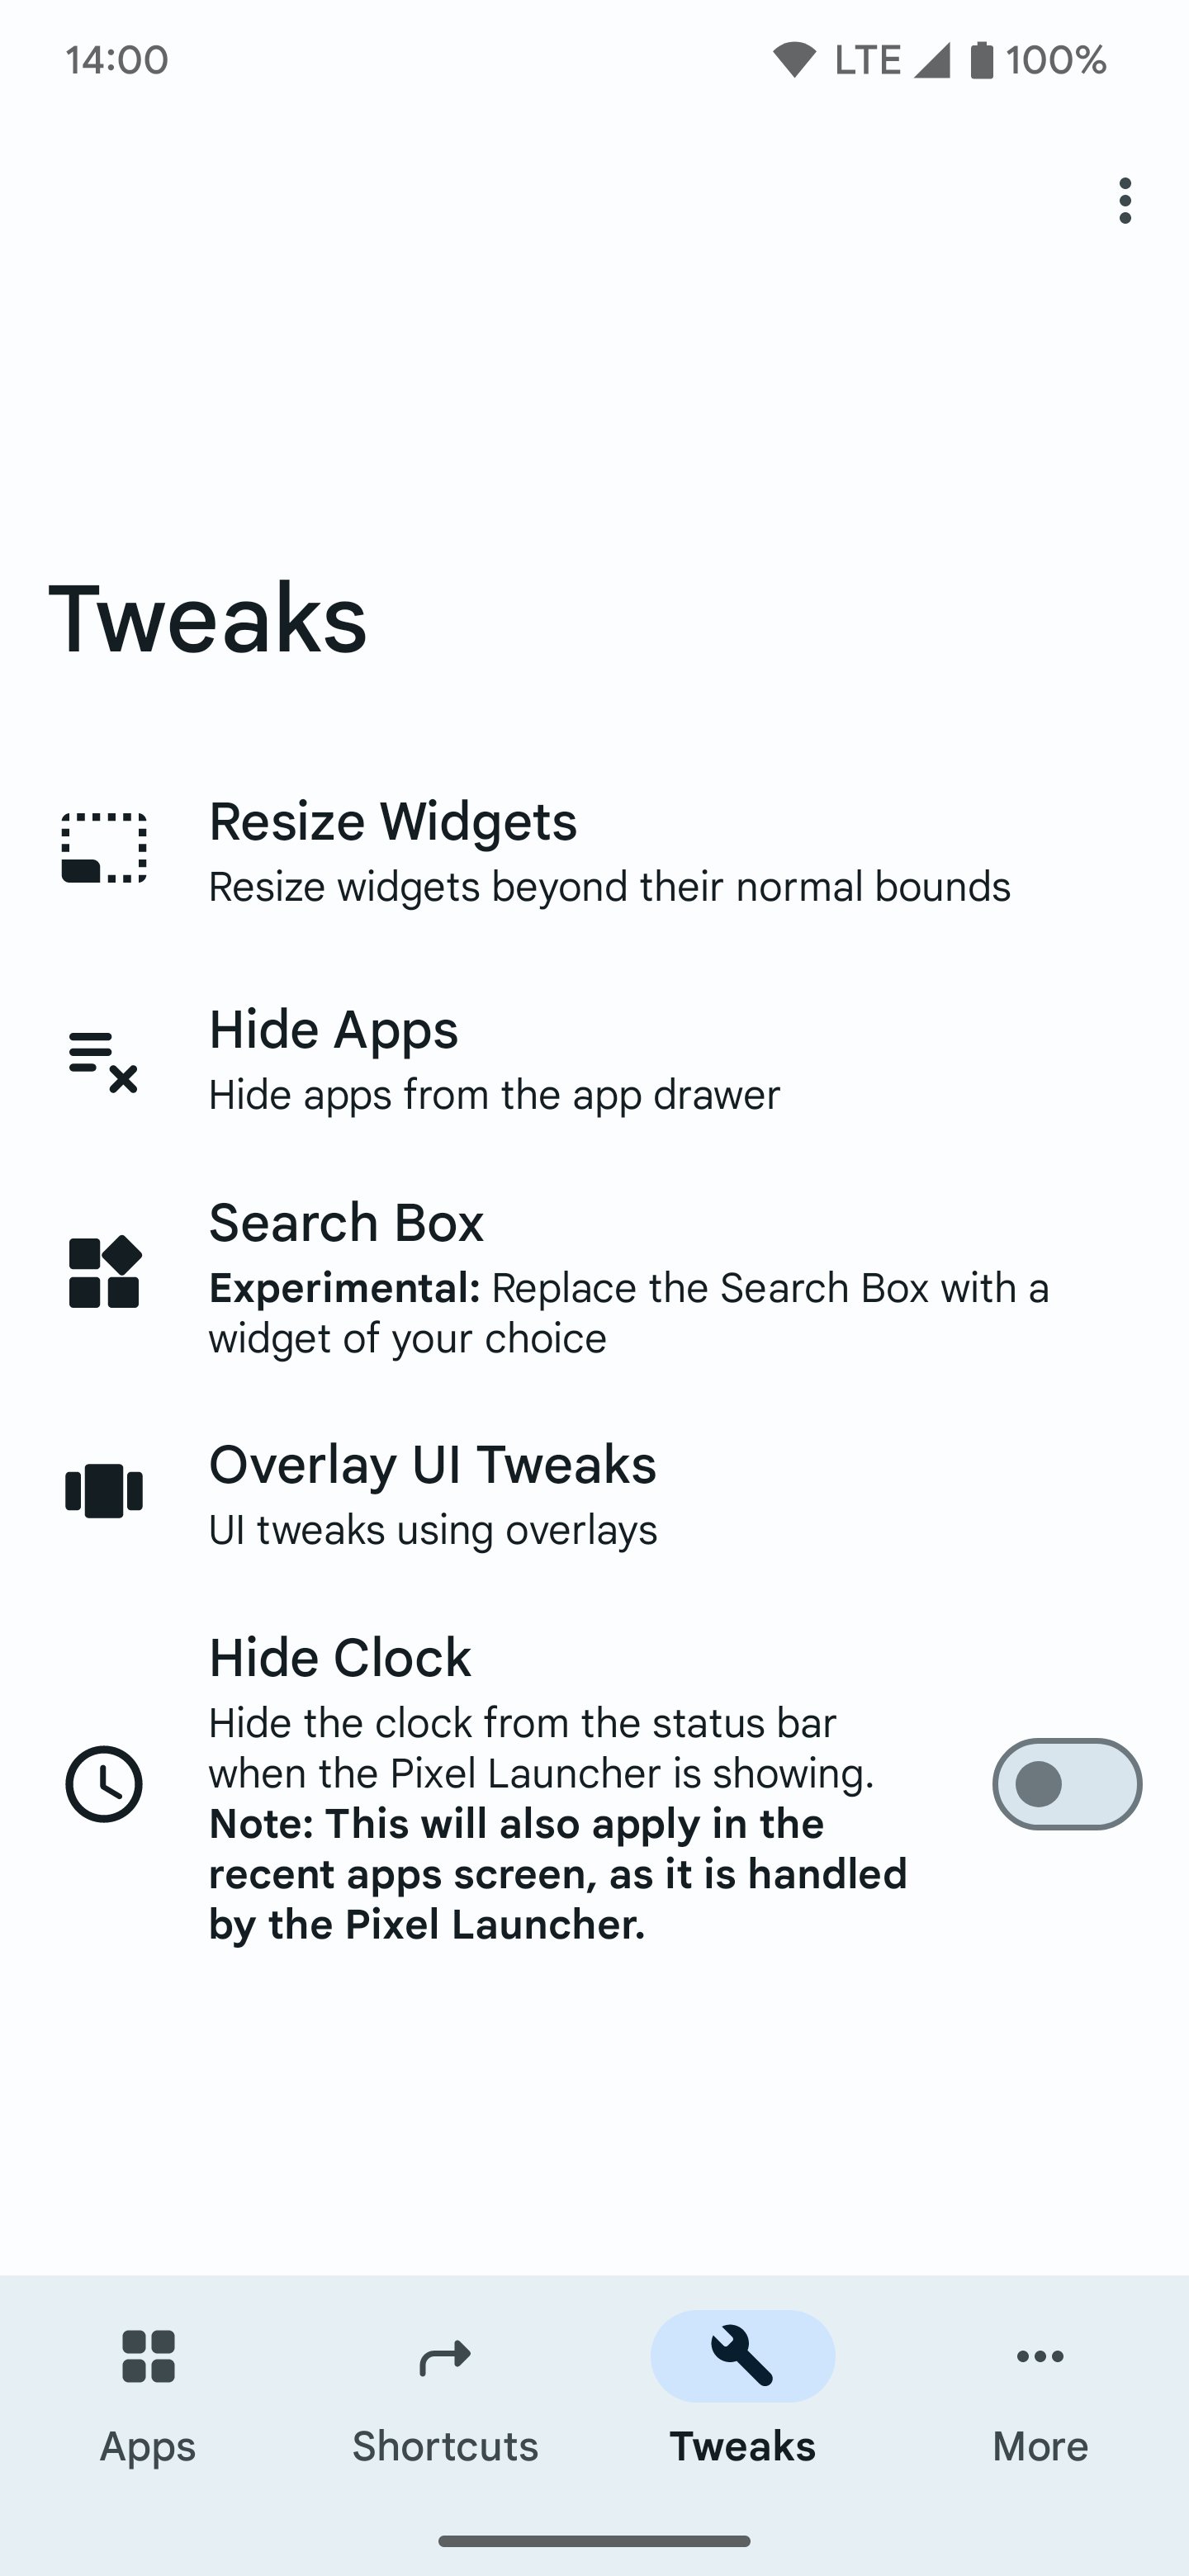 14:00
LTE 100%
Tweaks
Resize Widgets
Resize widgets beyond their normal bounds
Hide Apps
Hide apps from the app drawer
Search Box
Experimental: Replace the Search Box with a
widget of your choice
Overlay UI Tweaks
UI tweaks using overlays
Hide Clock
Hide the clock from the status bar
when the Pixel Launcher is showing.
Note: This will also apply in the
recent apps screen, as it is handled
by the Pixel Launcher.
Apps
Shortcuts
Tweaks
More